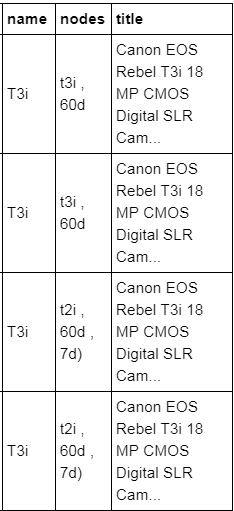 name nodes title
T3i
t3i ,
60d
Canon EOS
Rebel T3i 18
MP CMOS
Digital SLR
Cam...
T3i
t3i ,
60d
Canon EOS
Rebel T3i 18
MP CMOS
Digital SLR
Cam...
T3i
t2i ,
60d ,
7d)
Canon EOS
Rebel T3i 18
MP CMOS
Digital SLR
Cam...
T3i
t2i ,
60d ,
7d)
Canon EOS
Rebel T3i 18
MP CMOS
Digital SLR
Cam...